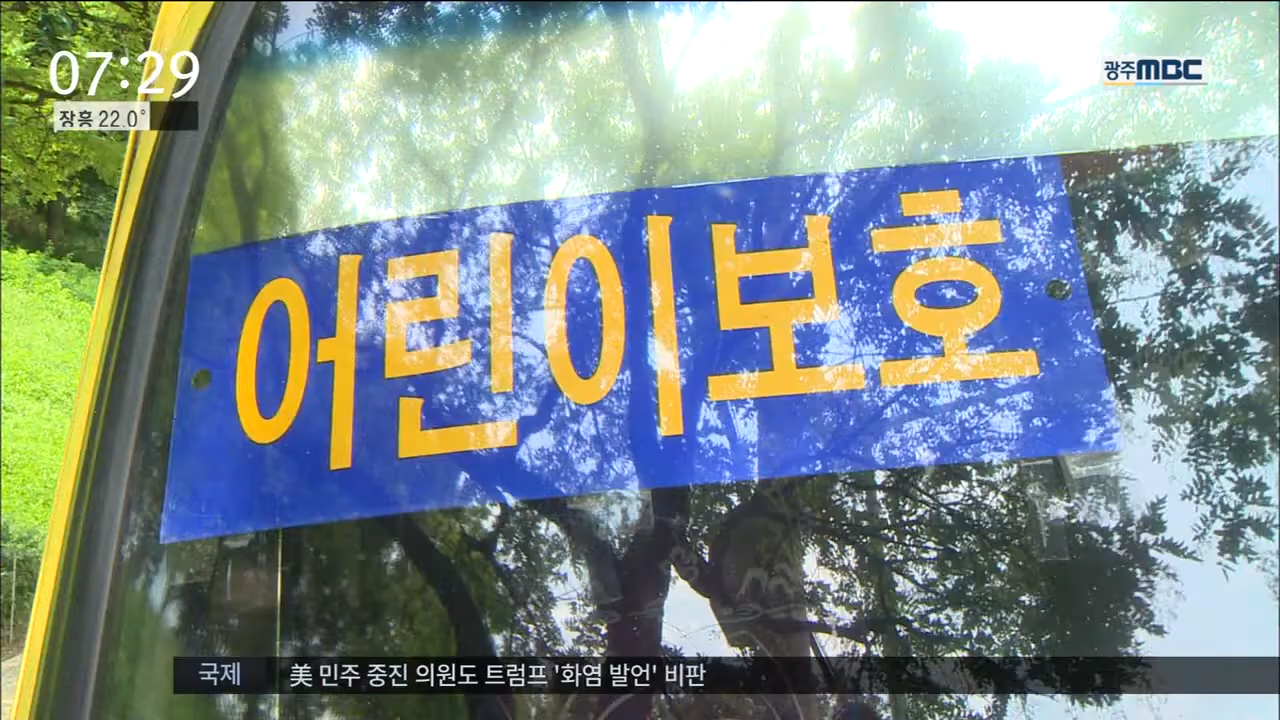 07:29
장흥 22.0°
광주MBC
어린이보호
국제
美 민주 중진 의원도 트럼프 '화염 발언' 비판